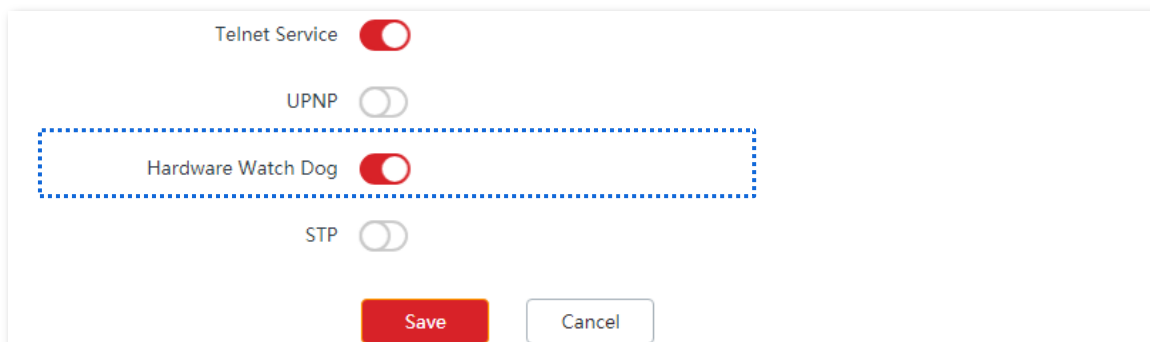 Telnet Service
UPNP
Hardware Watch Dog
STP
Save Cancel